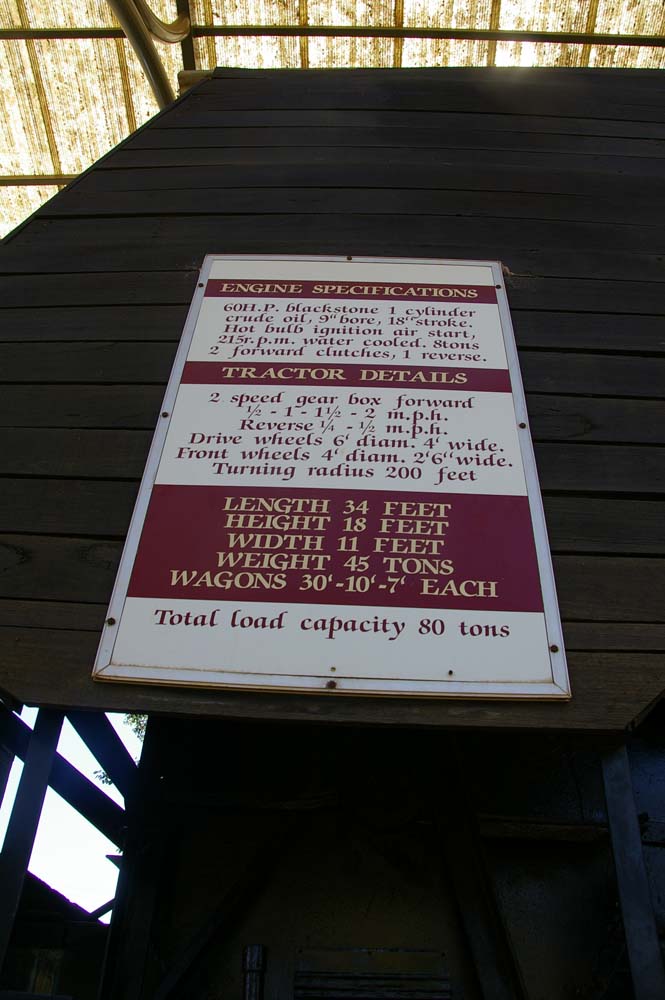 ENGINE SPECIFICATIONS
60H.P. blackstone 1 cylinder
crude oil, 9" bore, 18" stroke.
Hot bulb ignition air start,
215r.p.m. water cooled. 8tons
2 forward clutches, 1 reverse.
TRACTOR DETAILS
2 speed gear box forward
½ - 1 - 1½ - 2 m.p.h.
Reverse ¼ - ½ m.p.h.
Drive wheels 6' diam. 4' wide.
Front wheels 4' diam. 2'6" wide.
Turning radius 200 feet
LENGTH 34 FEET
HEIGHT 18 FEET
WIDTH 11 FEET
WEIGHT 45 TONS
WAGONS 30'-10'-7' EACH
Total load capacity 80 tons